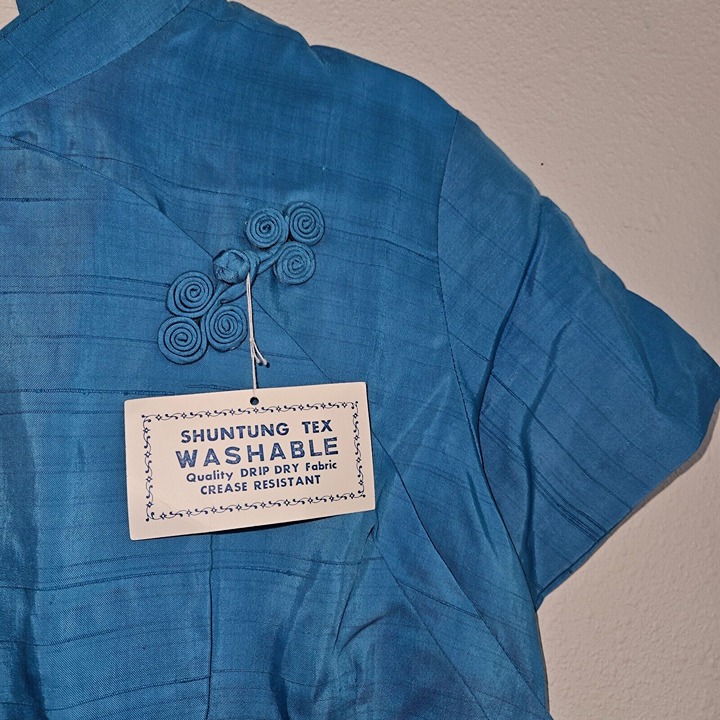 SHUNTUNG TEX
WASHABLE
Quality DRIP DRY Fabric
CREASE RESISTANT